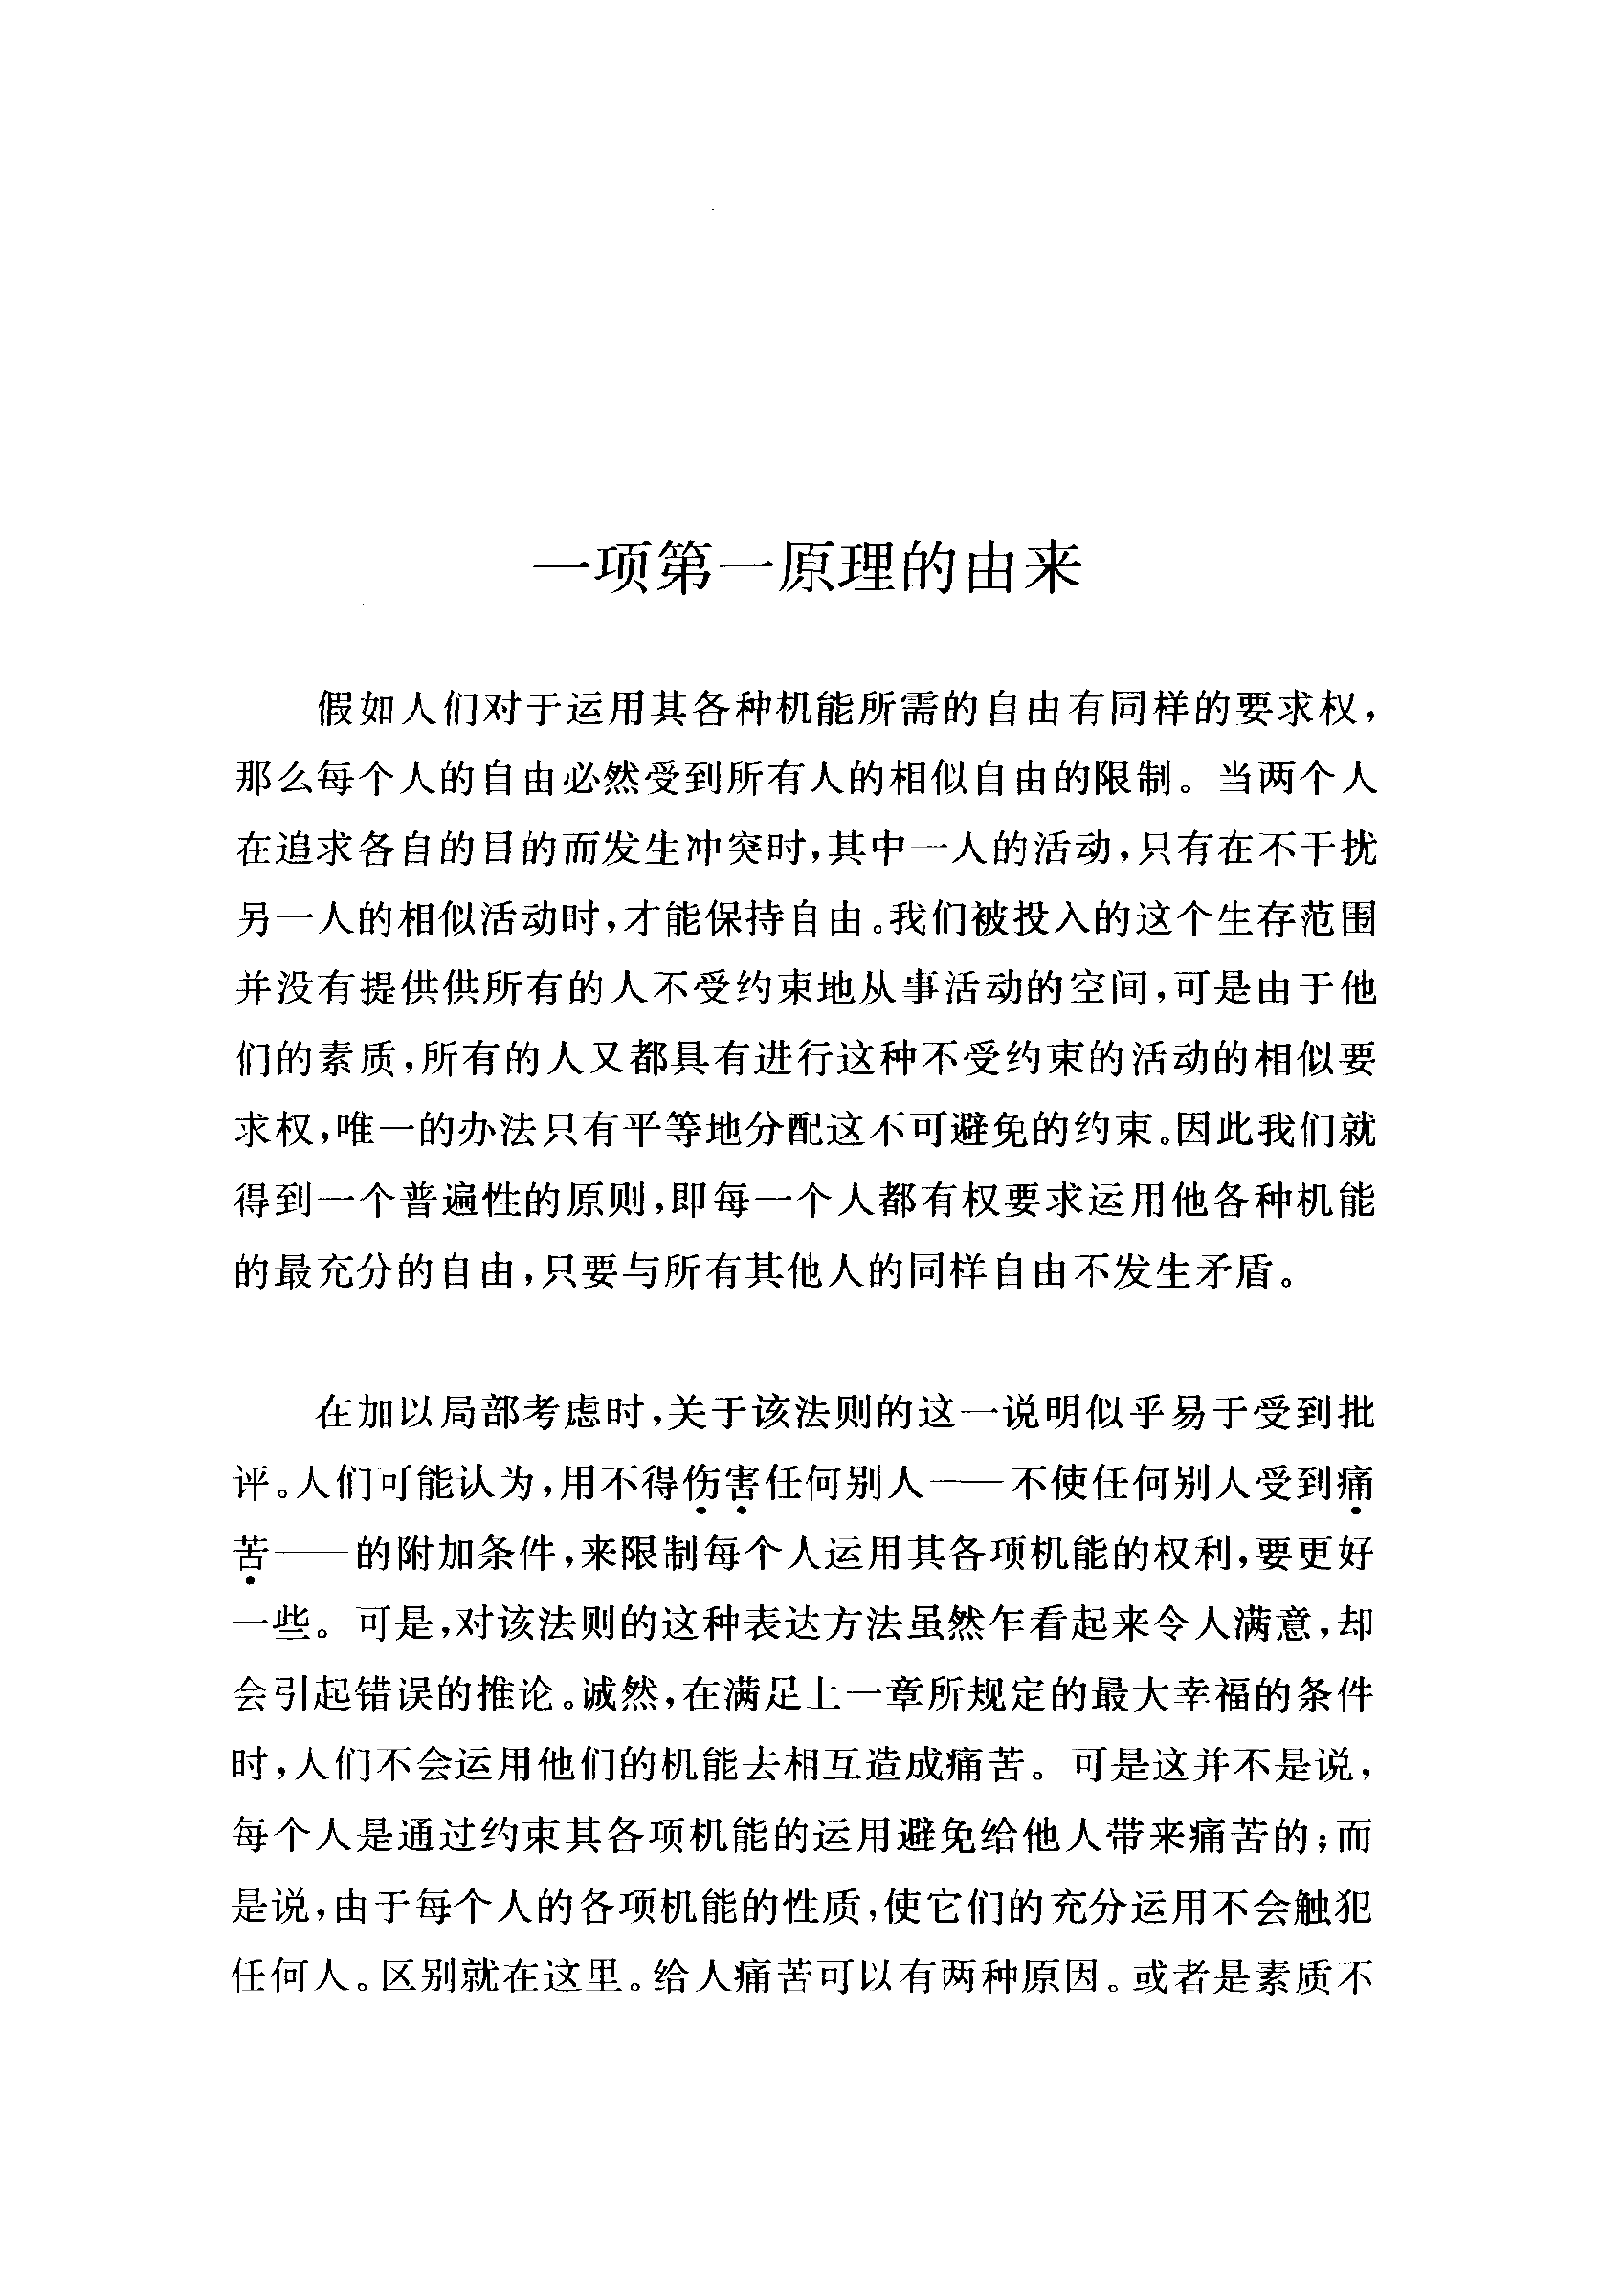 一项第一原理的由来
假如人们对于运用其各种机能所需的自由有同样的要求权，
那么每个人的自由必然受到所有人的相似自由的限制。当两个人
在追求各自的目的而发生冲突时，其中一人的活动，只有在不干扰
另一人的相似活动时，才能保持自由。我们被投入的这个生存范围
并没有提供供所有的人不受约束地从事活动的空间，可是由于他
们的素质，所有的人又都具有进行这种不受约束的活动的相似要
求权，唯一的办法只有平等地分配这不可避免的约束。因此我们就
得到一个普遍性的原则，即每一个人都有权要求运用他各种机能
的最充分的自由，只要与所有其他人的同样自由不发生矛盾。
在加以局部考虑时，关于该法则的这一说明似乎易于受到批
评。人们可能认为，用不得伤害任何别人——不使任何别人受到痛
苦——的附加条件，来限制每个人运用其各项机能的权利，要更好
一些。可是，对该法则的这种表达方法虽然乍看起来令人满意，却
会引起错误的推论。诚然，在满足上一章所规定的最大幸福的条件
时，人们不会运用他们的机能去相互造成痛苦。可是这并不是说，
每个人是通过约束其各项机能的运用避免给他人带来痛苦的；而
是说，由于每个人的各项机能的性质，使它们的充分运用不会触犯
任何人。区别就在这里。给人痛苦可以有两种原因。或者是素质不